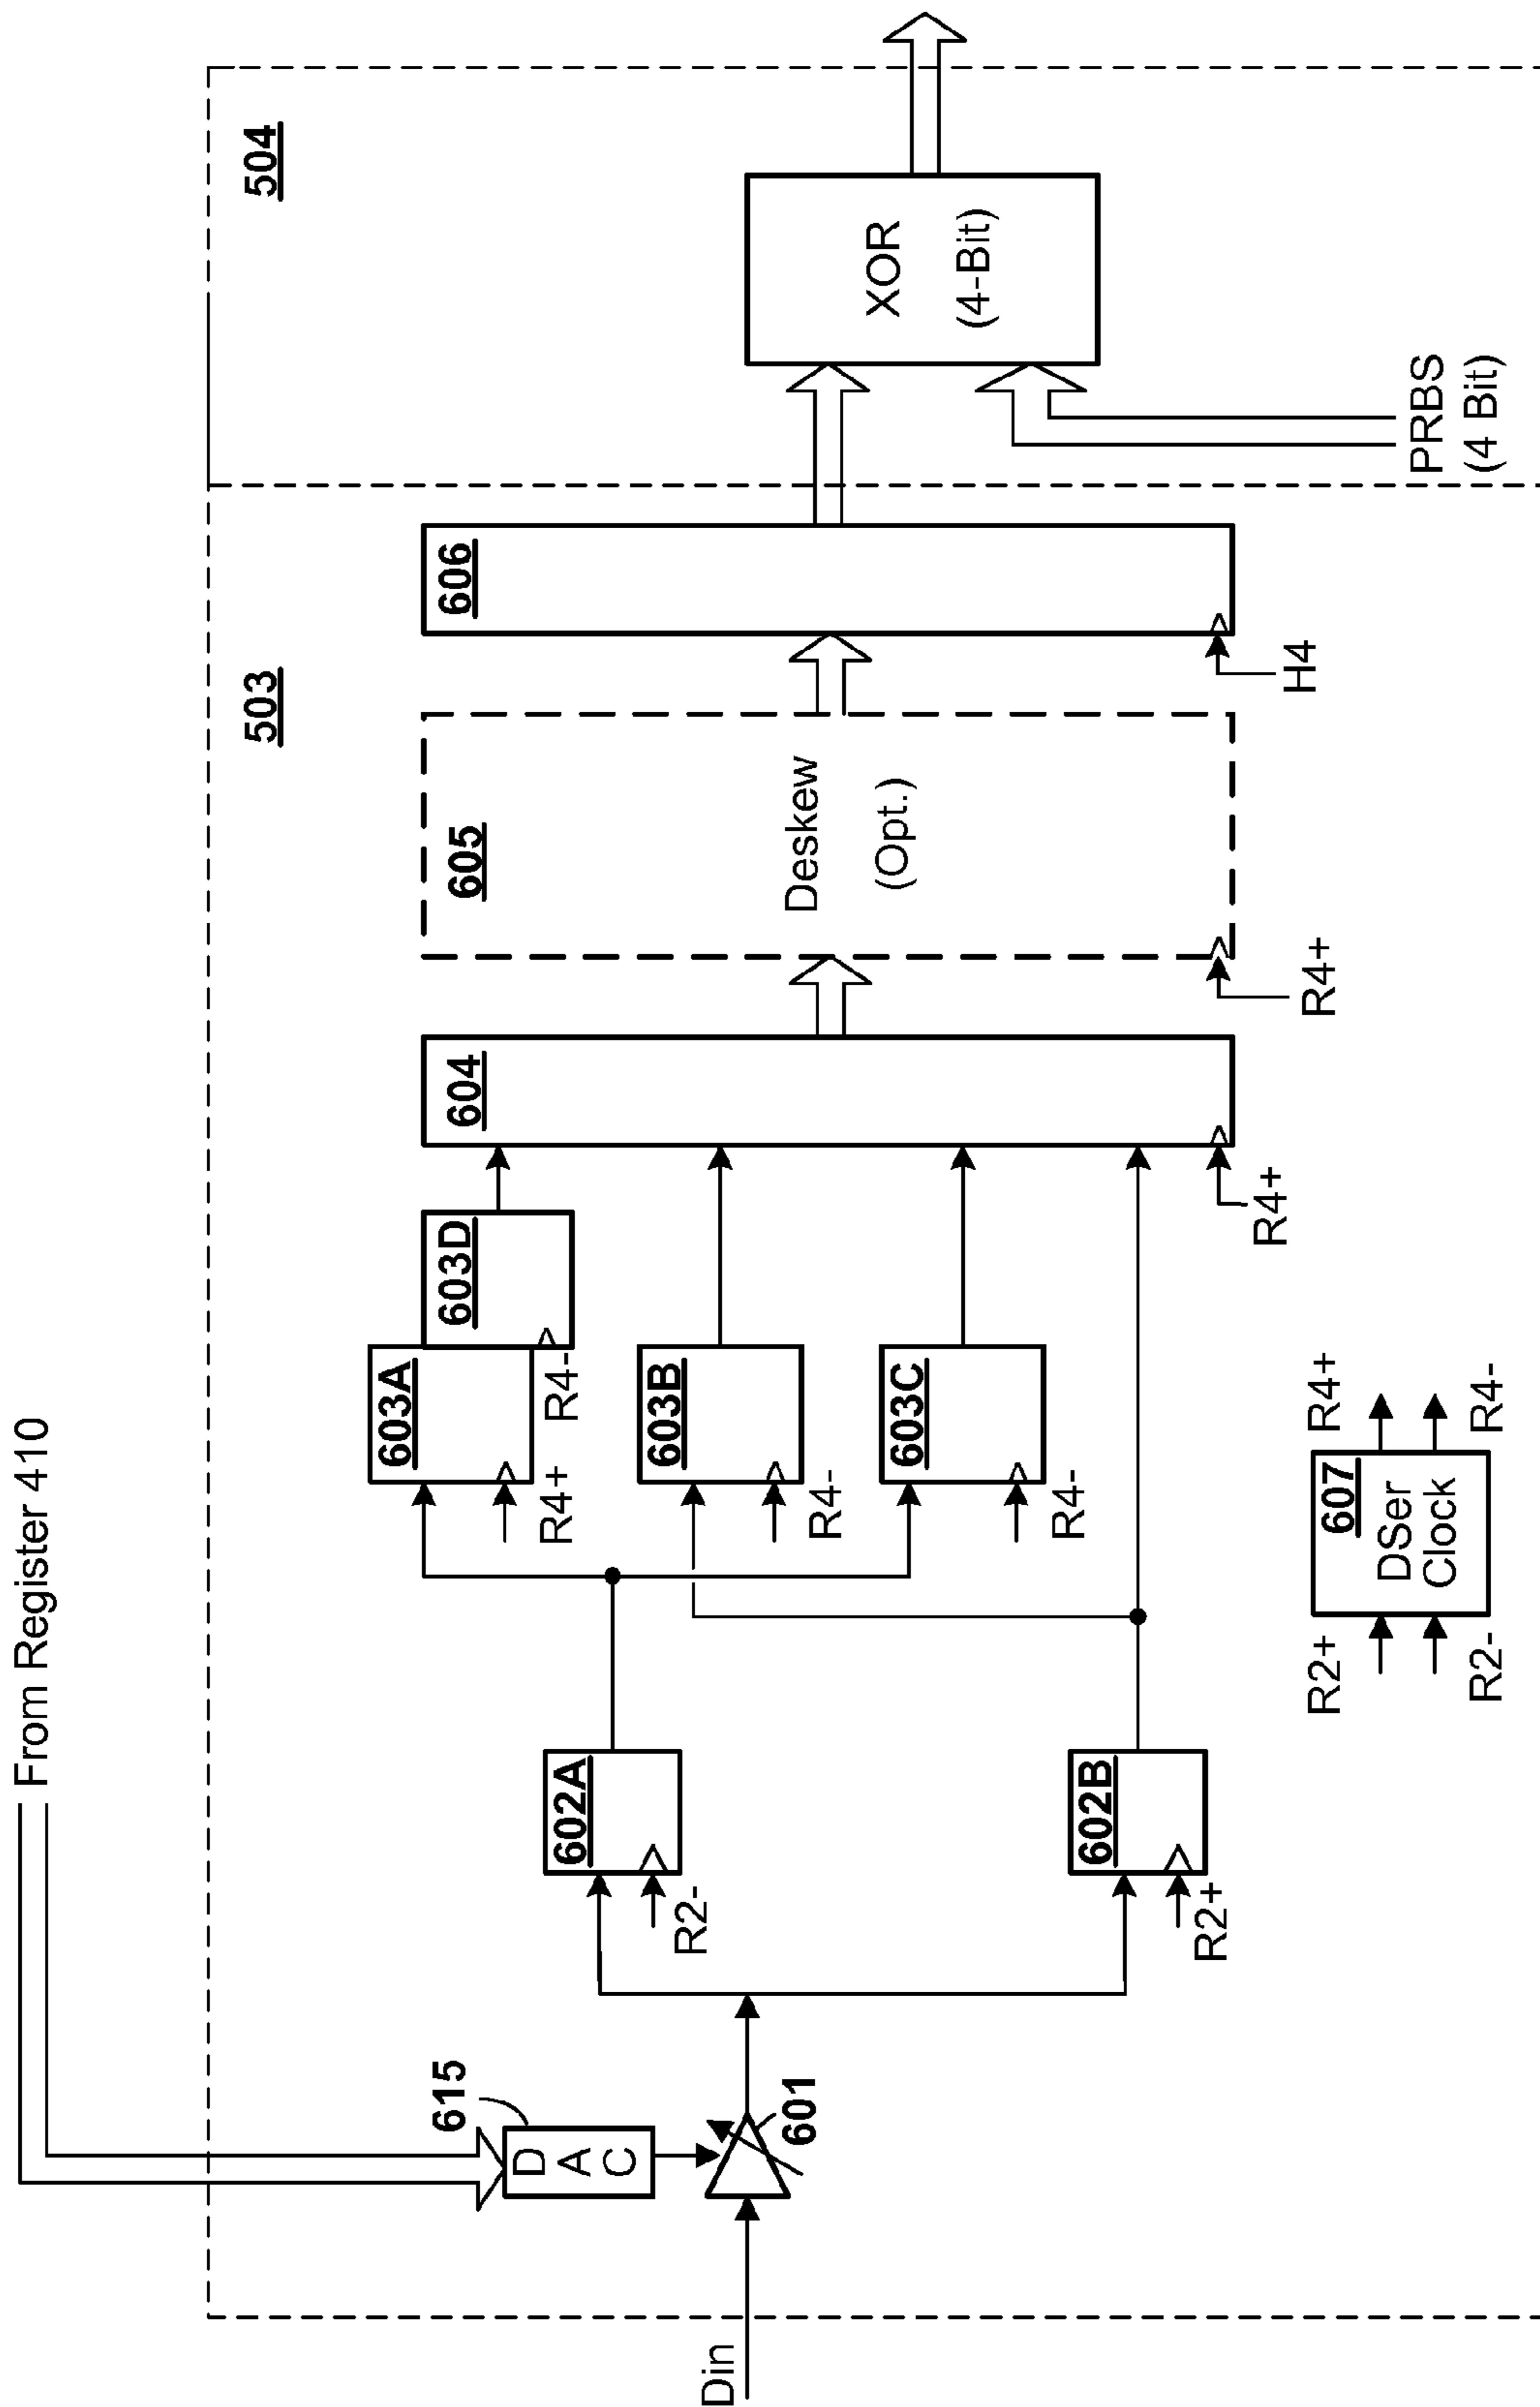 From Register 410
503
504
615
D
A
C
Din
601
602A
R2-
602B
R2+
603A
R4+
603D
R4-
603B
R4-
603C
R4-
604
R4+
605
Deskew
(Opt.)
R4+
606
H4
XOR
(4-Bit)
PRBS
(4 Bit)
R2+
R2-
607
DSer
Clock
R4+
R4-